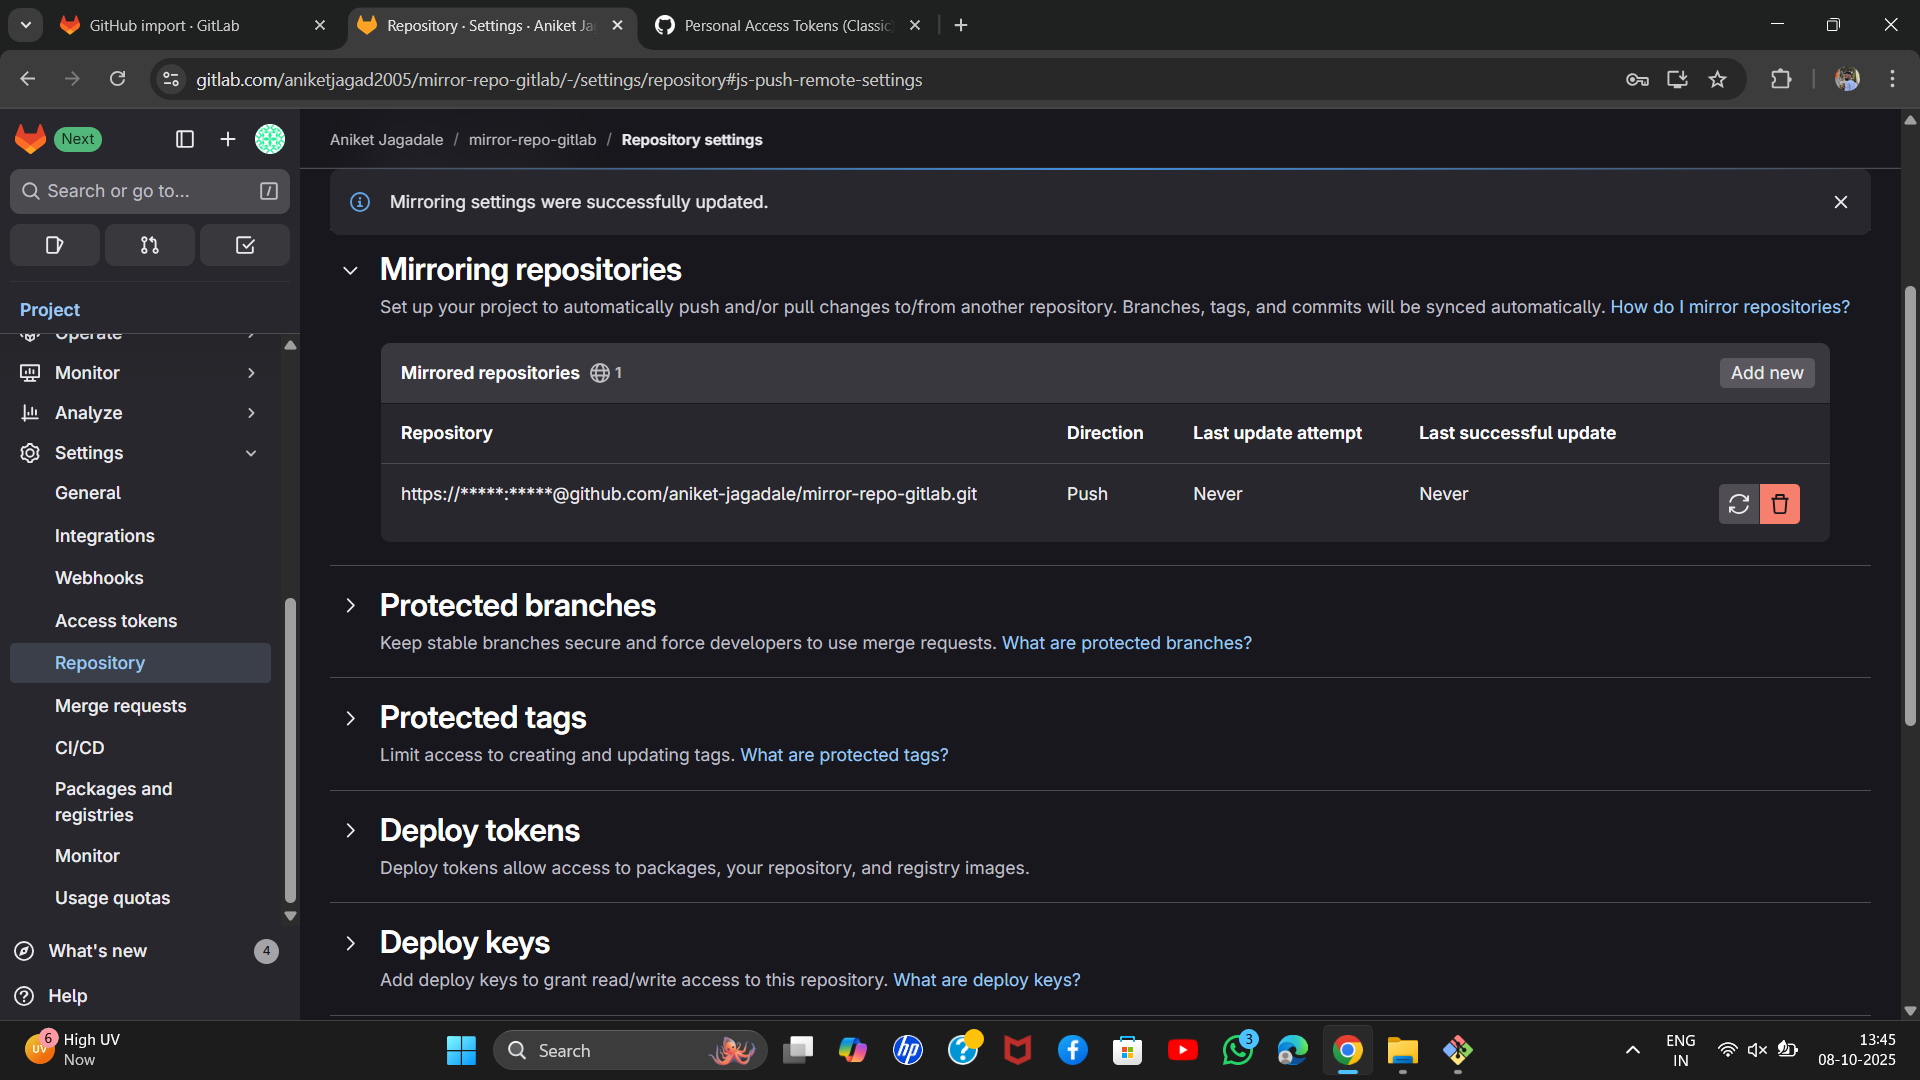 GitHub import · GitLab
Repository · Settings · Aniket Ja
Personal Access Tokens (Classic
gitlab.com/aniketjagad2005/mirror-repo-gitlab/-/settings/repository#js-push-remote-settings
Next
Search or go to...
/
Project
Operate
Monitor
Analyze
Settings
General
Integrations
Webhooks
Access tokens
Repository
Merge requests
CI/CD
Packages and
registries
Monitor
Usage quotas
What's new
4
Help
Aniket Jagadale / mirror-repo-gitlab / Repository settings
Mirroring settings were successfully updated.
Mirroring repositories
Set up your project to automatically push and/or pull changes to/from another repository. Branches, tags, and commits will be synced automatically. How do I mirror repositories?
Mirrored repositories 1
Add new
Repository Direction Last update attempt Last successful update
https://*****:*****@github.com/aniket-jagadale/mirror-repo-gitlab.git Push Never Never
Protected branches
Keep stable branches secure and force developers to use merge requests. What are protected branches?
Protected tags
Limit access to creating and updating tags. What are protected tags?
Deploy tokens
Deploy tokens allow access to packages, your repository, and registry images.
Deploy keys
Add deploy keys to grant read/write access to this repository. What are deploy keys?
UV
6
High UV
Now
Search
hp
3
ENG
IN
13:45
08-10-2025